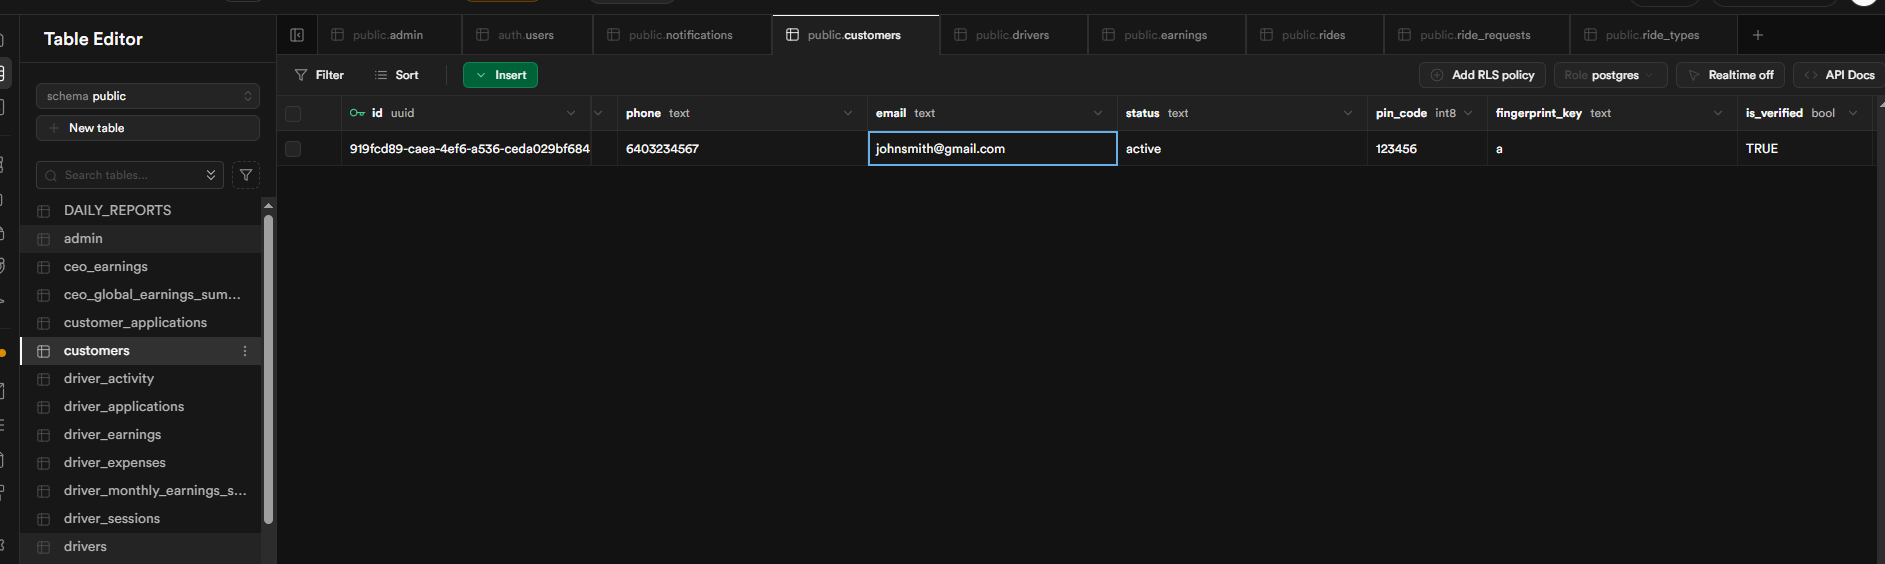 Table Editor
public.admin
auth.users
public.notifications
public.customers
public.drivers
public.earnings
public.rides
public.ride_requests
public.ride_types
schema public
New table
Filter
Sort
Insert
Add RLS policy
Role postgres
Realtime off
API Docs
id uuid
phone text
email text
status text
pin_code int8
fingerprint_key text
is_verified bool
919fcd89-caea-4ef6-a536-ceda029bf684
6403234567
johnsmith@gmail.com
active
123456
a
TRUE
Search tables...
DAILY_REPORTS
admin
ceo_earnings
ceo_global_earnings_sum...
customer_applications
customers
driver_activity
driver_applications
driver_earnings
driver_expenses
driver_monthly_earnings_s...
driver_sessions
drivers